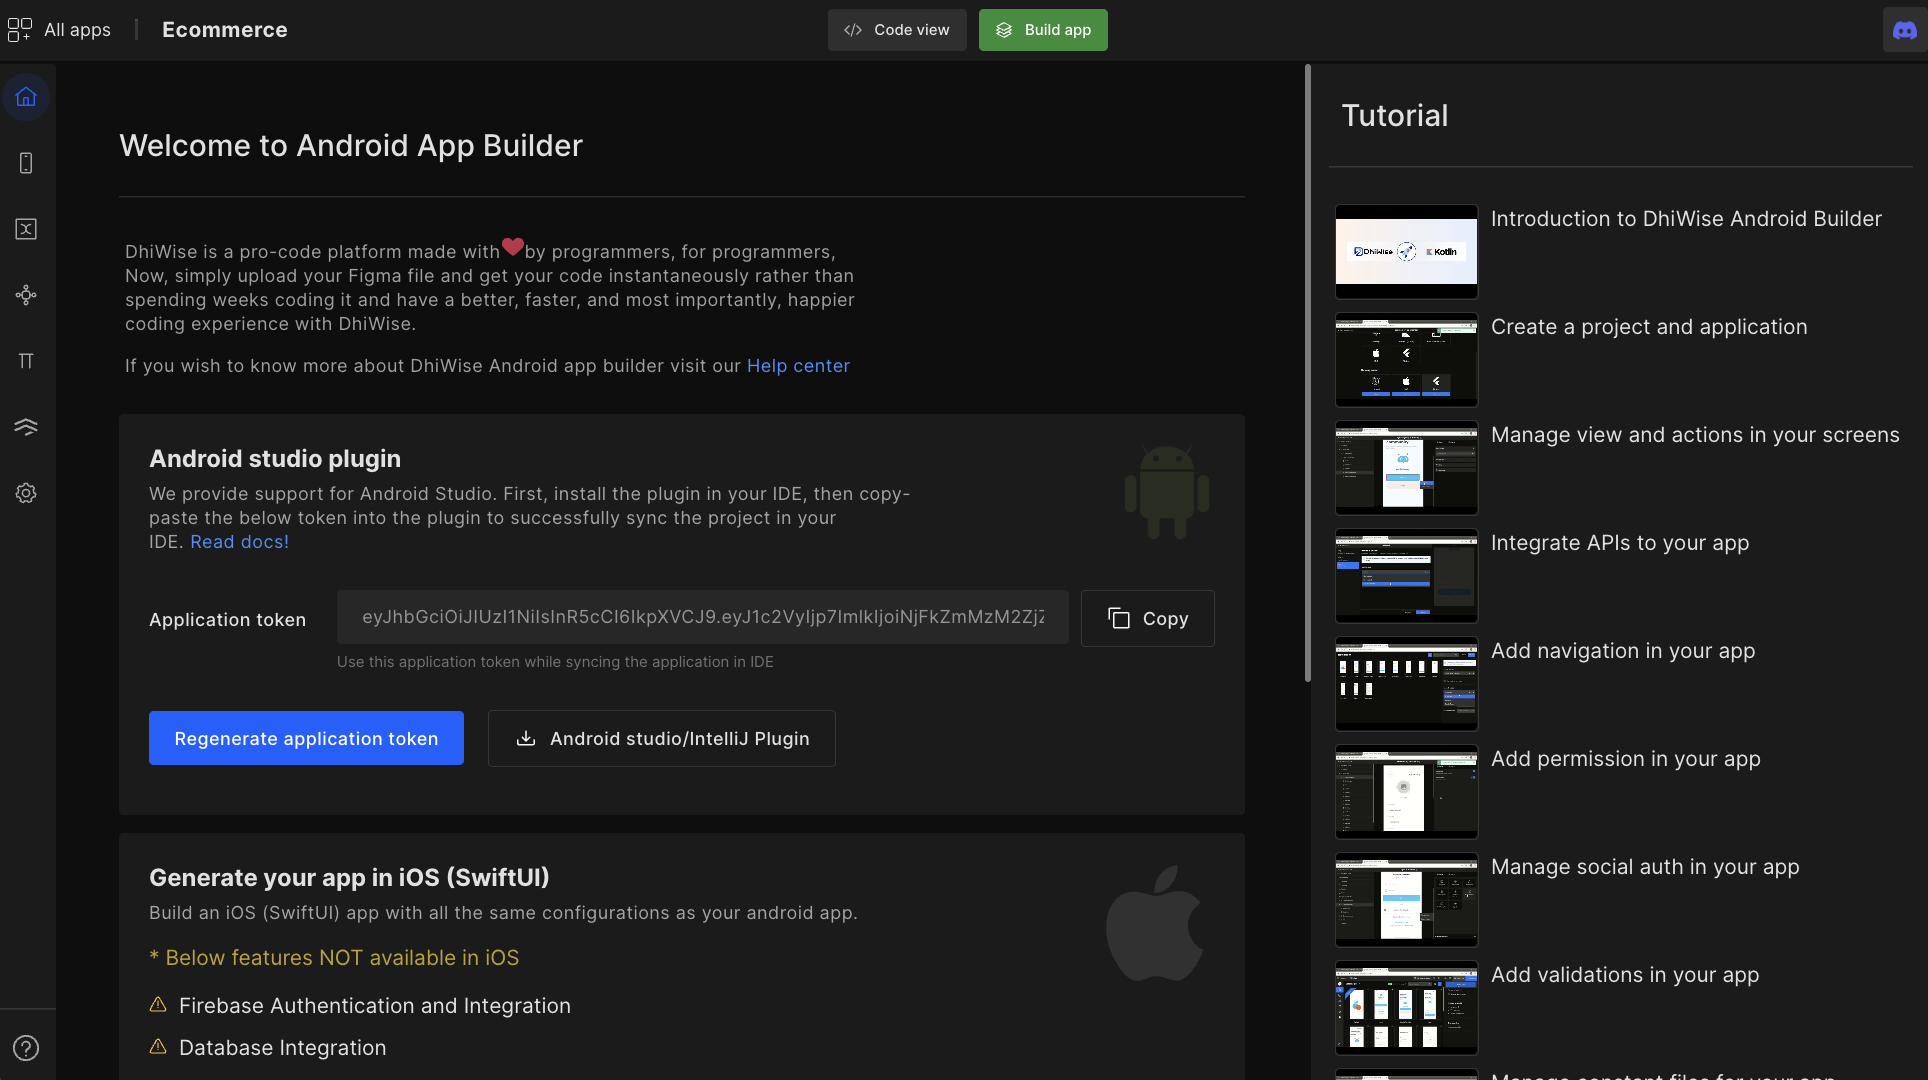 All apps
Ecommerce
Code view
Build app
Welcome to Android App Builder
DhiWise is a pro-code platform made with by programmers, for programmers,
Now, simply upload your Figma file and get your code instantaneously rather than
spending weeks coding it and have a better, faster, and most importantly, happier
coding experience with DhiWise.
If you wish to know more about DhiWise Android app builder visit our Help center
Android studio plugin
We provide support for Android Studio. First, install the plugin in your IDE, then copy-
paste the below token into the plugin to successfully sync the project in your
IDE. Read docs!
Application token
Copy
Use this application token while syncing the application in IDE
Regenerate application token
Android studio/IntelliJ Plugin
Generate your app in iOS (SwiftUI)
Build an iOS (SwiftUI) app with all the same configurations as your android app.
* Below features NOT available in iOS
Firebase Authentication and Integration
Database Integration
Tutorial
DhiWise
Kotlin
Introduction to DhiWise Android Builder
Create a project and application
Manage view and actions in your screens
Integrate APIs to your app
Add navigation in your app
Add permission in your app
Manage social auth in your app
Add validations in your app
Manage constant files for your app